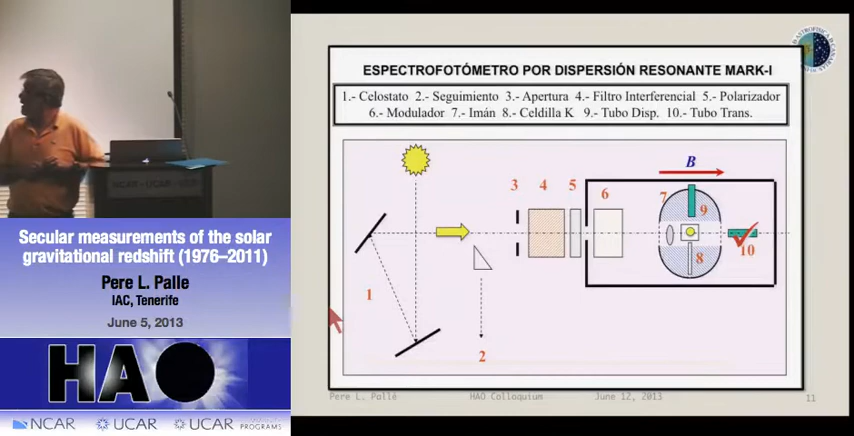 ESPECTROFOTÓMETRO POR DISPERSIÓN RESONANTE MARK-I
1.- Celostato 2.- Seguimiento 3.- Apertura 4.- Filtro Interferencial 5.- Polarizador
6.- Modulador 7.- Imán 8.- Celdilla K 9.- Tubo Disp. 10.- Tubo Trans.
B
3 4 5 6 7 9
10
8
1
2
Pere L. Pallé HAO Colloquium June 12, 2013 11
NCAR - UCAR - UOP
Secular measurements of the solar
gravitational redshift (1976–2011)
Pere L. Palle
IAC, Tenerife
June 5, 2013
HAO
NCAR UCAR UCAR PROGRAMS